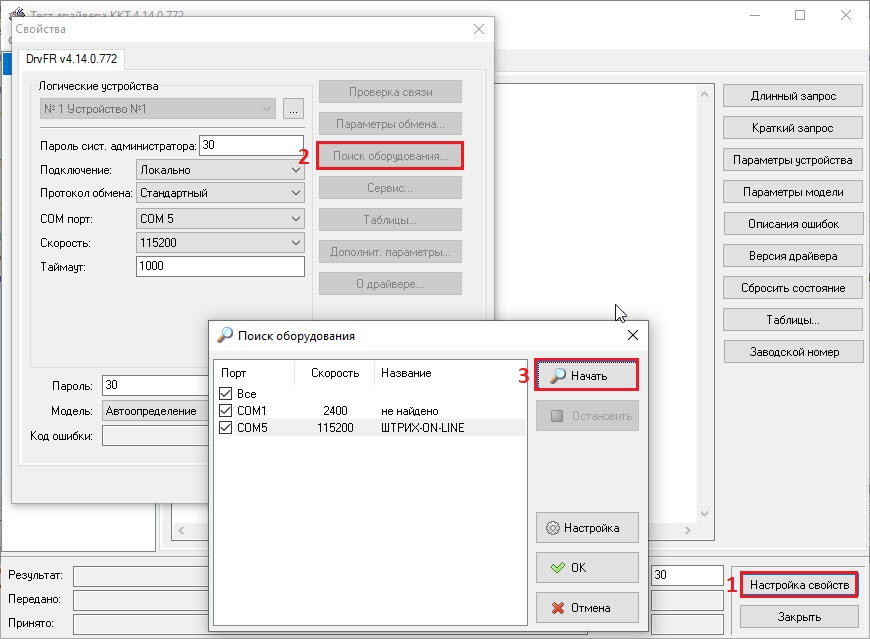 Тест драйвера ККТ 4.14.0.772
Свойства
DrvFR v4.14.0.772
Логические устройства
№ 1 Устройство №1
...
Пароль сист. администратора: 30
Подключение: Локально
Протокол обмена: Стандартный
COM порт: COM 5
Скорость: 115200
Таймаут: 1000
Проверка связи
Параметры обмена...
2 Поиск оборудования...
Сервис...
Таблицы...
Дополнит. параметры...
О драйвере...
Пароль: 30
Модель: Автоопределение
Код ошибки:
Длинный запрос
Краткий запрос
Параметры устройства
Параметры модели
Описания ошибок
Версия драйвера
Сбросить состояние
Таблицы...
Заводской номер
Поиск оборудования
Порт Скорость Название
Все
COM1 2400 не найдено
COM5 115200 ШТРИХ-ON-LINE
3 Начать
Остановить
Настройка
OK
Отмена
Результат:
Передано:
Принято:
30
1 Настройка свойств
Закрыть